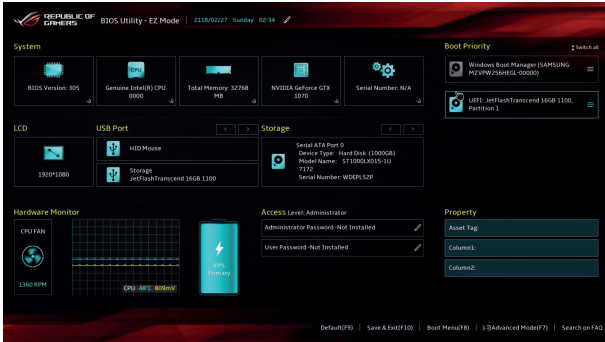 REPUBLIC OF
GAMERS
BIOS Utility - EZ Mode
2118/02/27 Sunday 02:34
System
Boot Priority
Switch all
BIOS Version: 305
CPU
Genuine Intel(R) CPU
0000
Total Memory: 32768
MB
NVIDIA GeForce GTX
1070
Serial Number: N/A
Windows Boot Manager (SAMSUNG
MZVPW256HEGL-00000)
UEFI: JetFlashTranscend 16GB 1100,
Partition 1
LCD
USB Port
Storage
1920*1080
HID Mouse
Storage
JetFlashTranscend 16GB 1100
Serial ATA Port 0
Device Type: Hard Disk (1000GB)
Model Name: ST1000LX015-1U
7172
Serial Number: WDEPL52P
Hardware Monitor
Access Level: Administrator
Property
CPU FAN
1360 RPM
CPU 48°C 809mV
99%
Primary
Administrator Password -Not Installed
User Password -Not Installed
Asset Tag:
Column1:
Column2:
Default(F9)
Save & Exit(F10)
Boot Menu(F8)
Advanced Mode(F7)
Search on FAQ